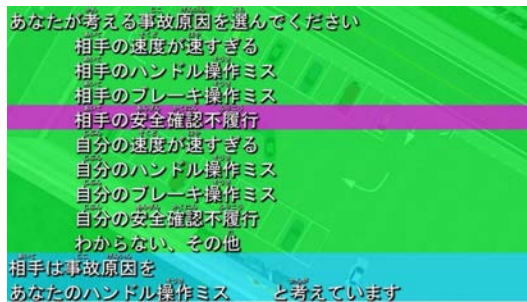 あなたが考える事故原因を選んでください
相手の速度が速すぎる
相手のハンドル操作ミス
相手のブレーキ操作ミス
相手の安全確認不履行
自分の速度が速すぎる
自分のハンドル操作ミス
自分のブレーキ操作ミス
自分の安全確認不履行
わからない、その他
相手は事故原因を
あなたのハンドル操作ミス　と考えています